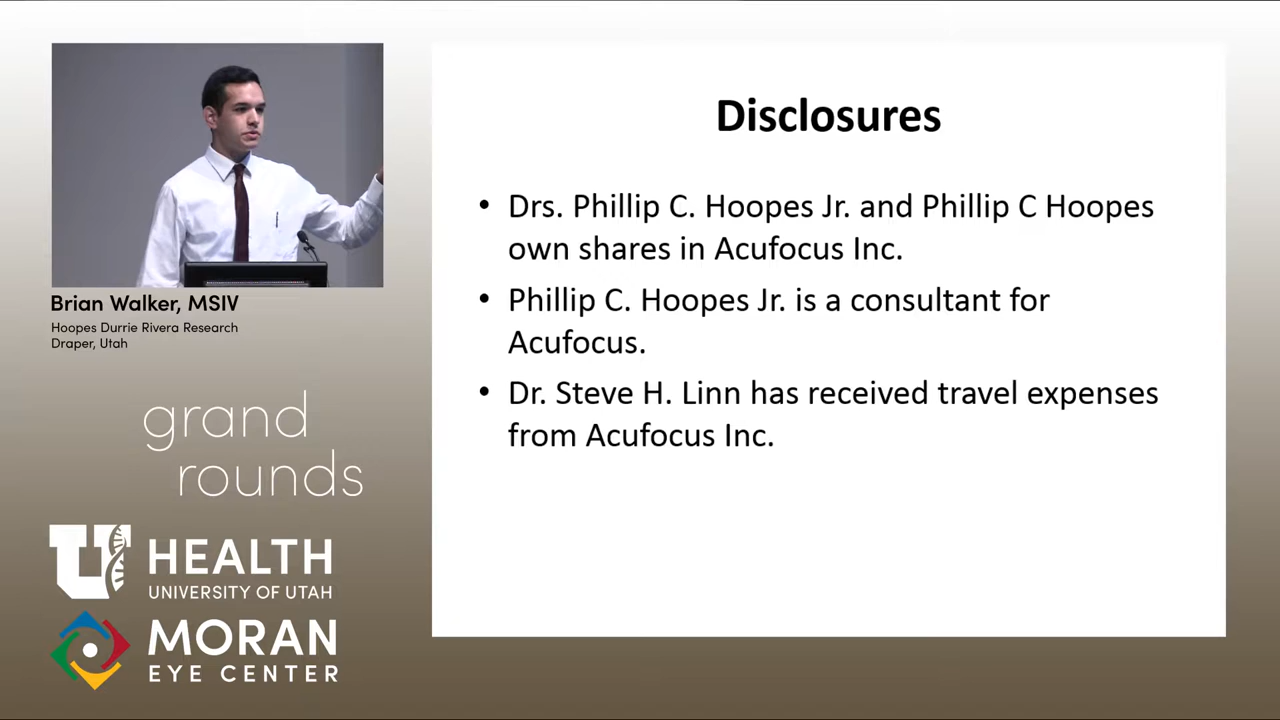 Disclosures
• Drs. Phillip C. Hoopes Jr. and Phillip C Hoopes
own shares in Acufocus Inc.
• Phillip C. Hoopes Jr. is a consultant for
Acufocus.
• Dr. Steve H. Linn has received travel expenses
from Acufocus Inc.
Brian Walker, MSIV
Hoopes Durrie Rivera Research
Draper, Utah
grand
rounds
U HEALTH
UNIVERSITY OF UTAH
MORAN
EYE CENTER